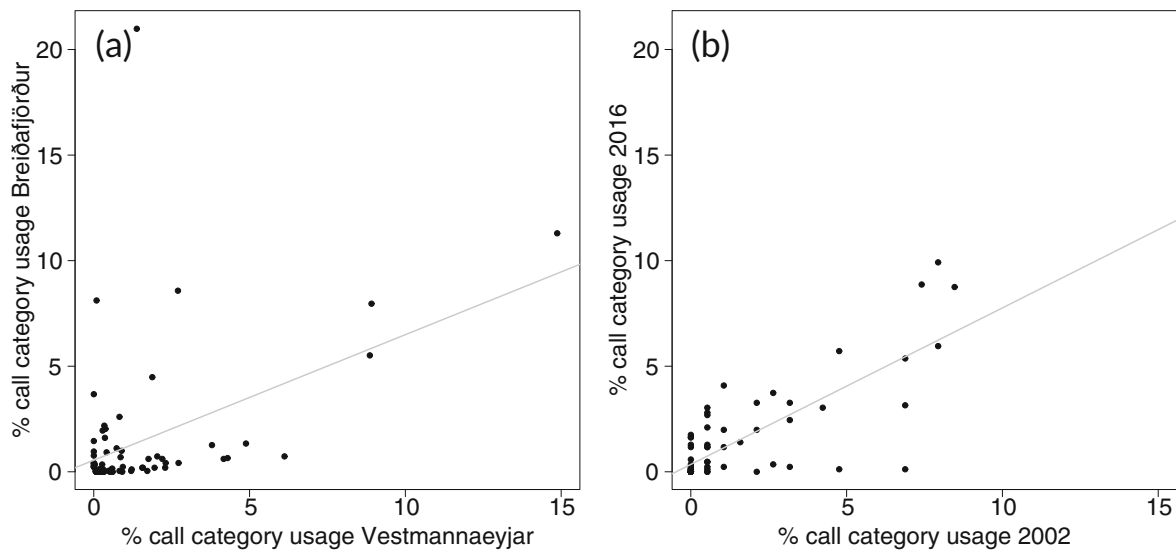 (a)
% call category usage Breiðafjörður
20
15
10
5
0
0 5 10 15
% call category usage Vestmannaeyjar
(b)
% call category usage 2016
20
15
10
5
0
0 5 10 15
% call category usage 2002